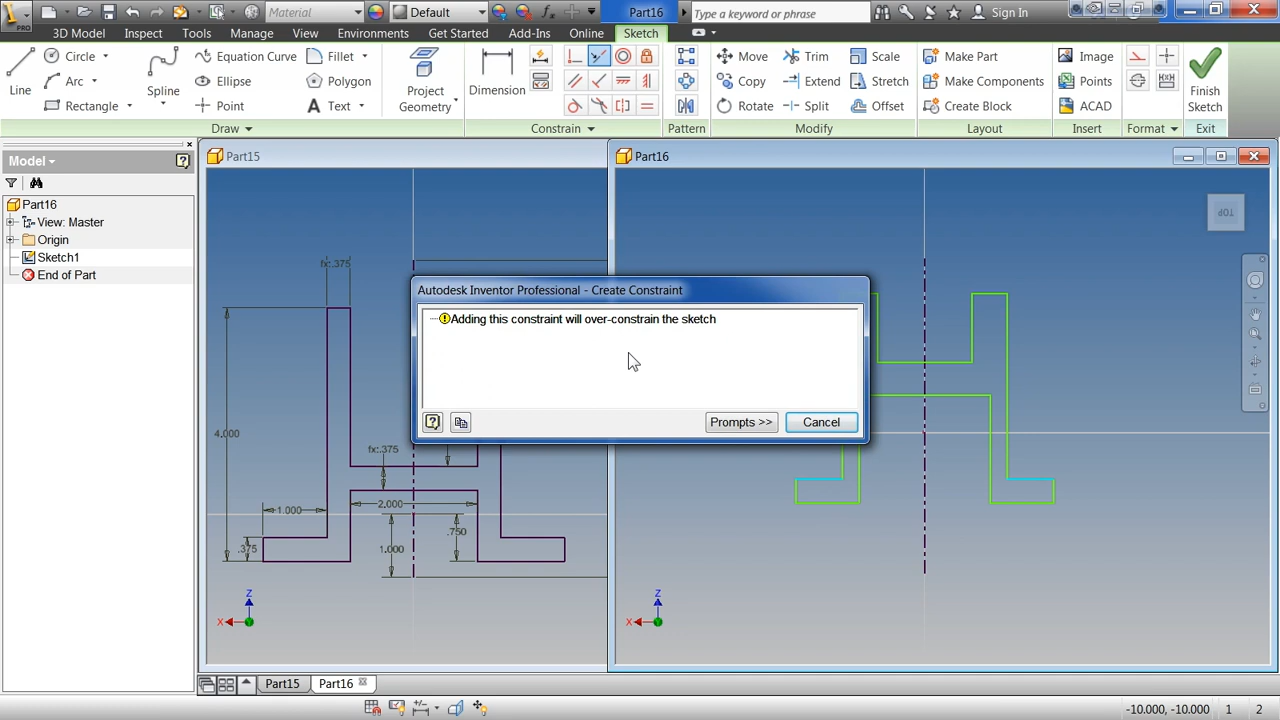 Material
Default
Part16
Type a keyword or phrase
Sign In
PRO
3D Model
Inspect
Tools
Manage
View
Environments
Get Started
Add-Ins
Online
Sketch
Line
Circle
Arc
Rectangle
Spline
Equation Curve
Ellipse
Point
Fillet
Polygon
Text
Project
Geometry
Dimension
Move
Copy
Rotate
Trim
Extend
Split
Scale
Stretch
Offset
Make Part
Make Components
Create Block
Image
Points
ACAD
Finish
Sketch
Draw
Constrain
Pattern
Modify
Layout
Insert
Format
Exit
Model
Part16
View: Master
Origin
Sketch1
End of Part
Part15
fx:.375
4.000
fx:.375
1.000
2.000
.375
1.000
.750
Z
X
Y
Part16
TOP
Z
X
Y
Autodesk Inventor Professional - Create Constraint
Adding this constraint will over-constrain the sketch
Prompts >>
Cancel
Part15
Part16
-10.000, -10.000
1
2